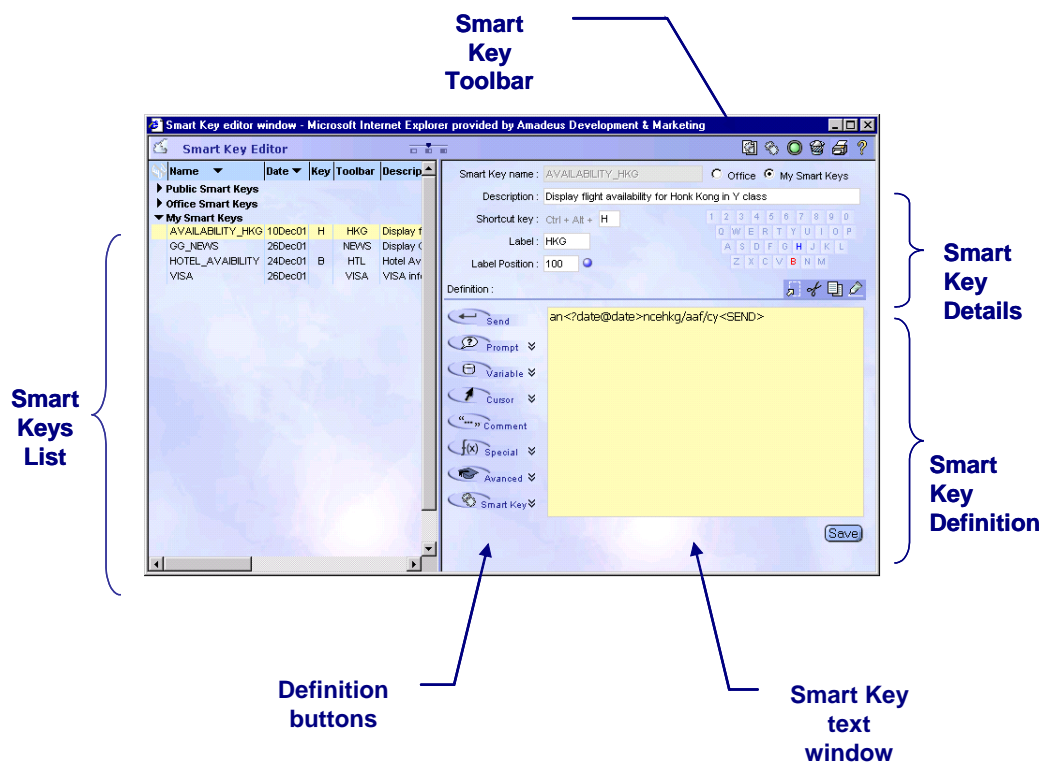 Smart
Key
Toolbar
Smart Key editor window - Microsoft Internet Explorer provided by Amadeus Development & Marketing
Smart Key Editor
Name Date Key Toolbar Descrip
Public Smart Keys
Office Smart Keys
My Smart Keys
AVAILABILITY_HKG 10Dec01 H HKG Display f
GG_NEWS 26Dec01 NEWS Display G
HOTEL_AVAIBILITY 24Dec01 B HTL Hotel Av
VISA 26Dec01 VISA VISA info
Smart Key name : AVAILABILITY_HKG Office My Smart Keys
Description : Display flight availability for Honk Kong in Y class
Shortcut key : Ctrl + Alt + H
Label : HKG
Label Position : 100
1 2 3 4 5 6 7 8 9 0
Q W E R T Y U I O P
A S D F G H J K L
Z X C V B N M
Definition :
Send
Prompt
Variable
Cursor
Comment
f(x) Special
Avanced
Smart Key
an<?date@date>ncehkg/aaf/cy<SEND>
Save
Smart
Keys
List
Smart
Key
Details
Smart
Key
Definition
Definition
buttons
Smart Key
text
window